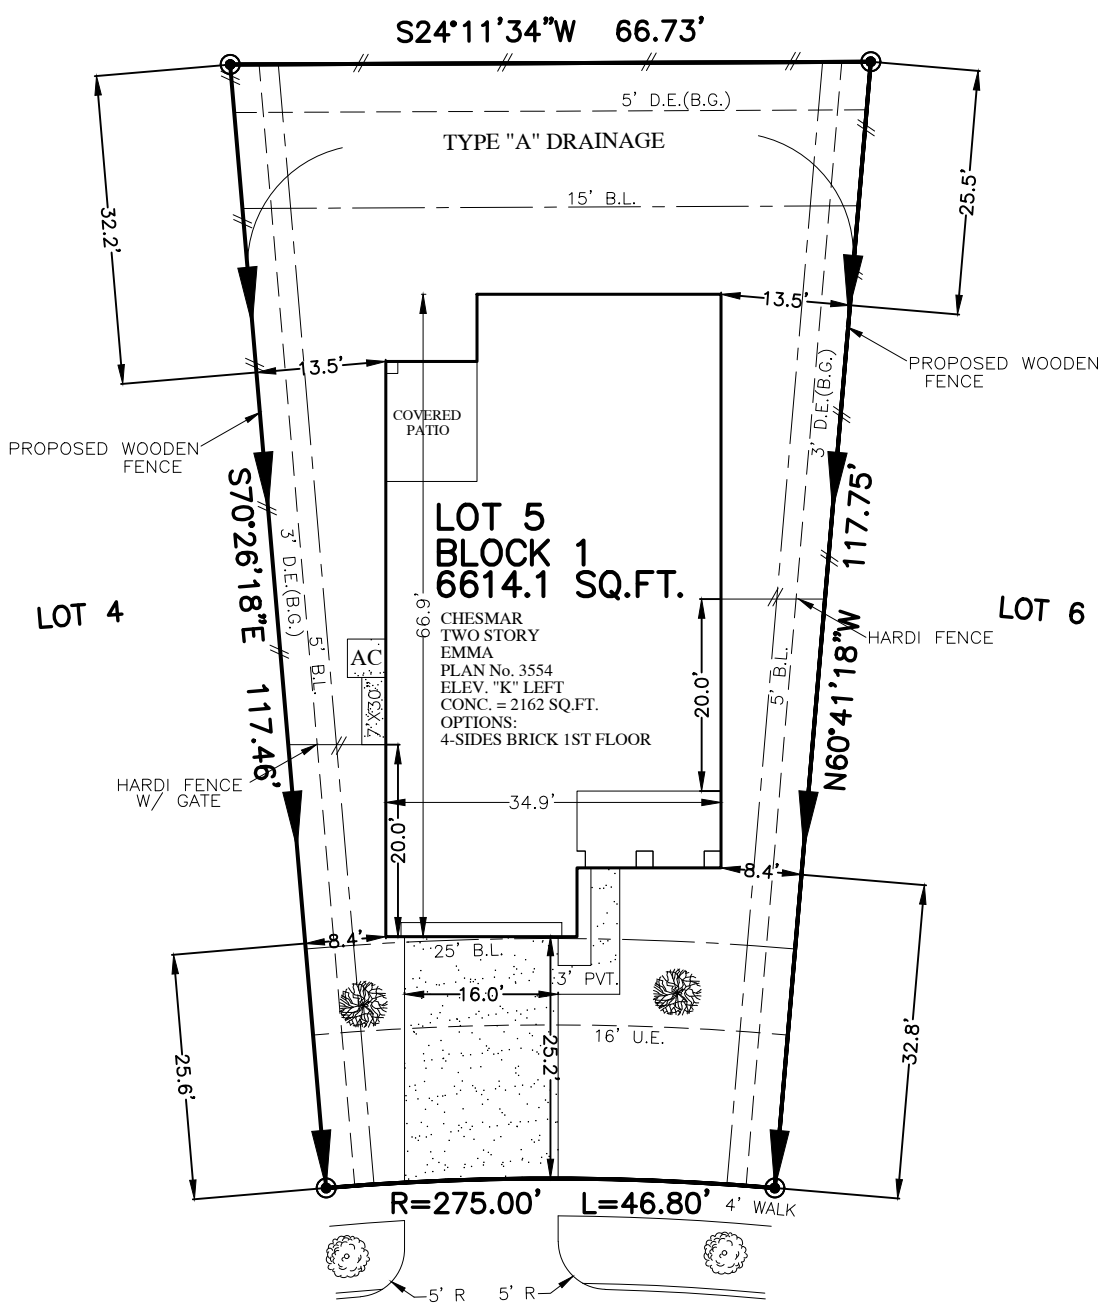 S24°11'34"W 66.73'
5' D.E.(B.G.)
TYPE "A" DRAINAGE
15' B.L.
32.2'
25.5'
13.5'
13.5'
PROPOSED WOODEN
FENCE
3' D.E.(B.G.)
COVERED
PATIO
PROPOSED WOODEN
FENCE
S70°26'18"E 117.46'
N60°41'18"W 117.75'
3' D.E.(B.G.)
5' B.L.
LOT 5
BLOCK 1
6614.1 SQ.FT.
66.9'
CHESMAR
TWO STORY
EMMA
PLAN No. 3554
ELEV. "K" LEFT
CONC. = 2162 SQ.FT.
OPTIONS:
4-SIDES BRICK 1ST FLOOR
LOT 4
LOT 6
HARDI FENCE
AC
7'X30"
20.0'
5' B.L.
HARDI FENCE
W/ GATE
34.9'
20.0'
8.4'
8.4'
25' B.L.
3' PVT.
16.0'
16' U.E.
25.2'
25.6'
32.8'
R=275.00' L=46.80'
4' WALK
5' R
5' R